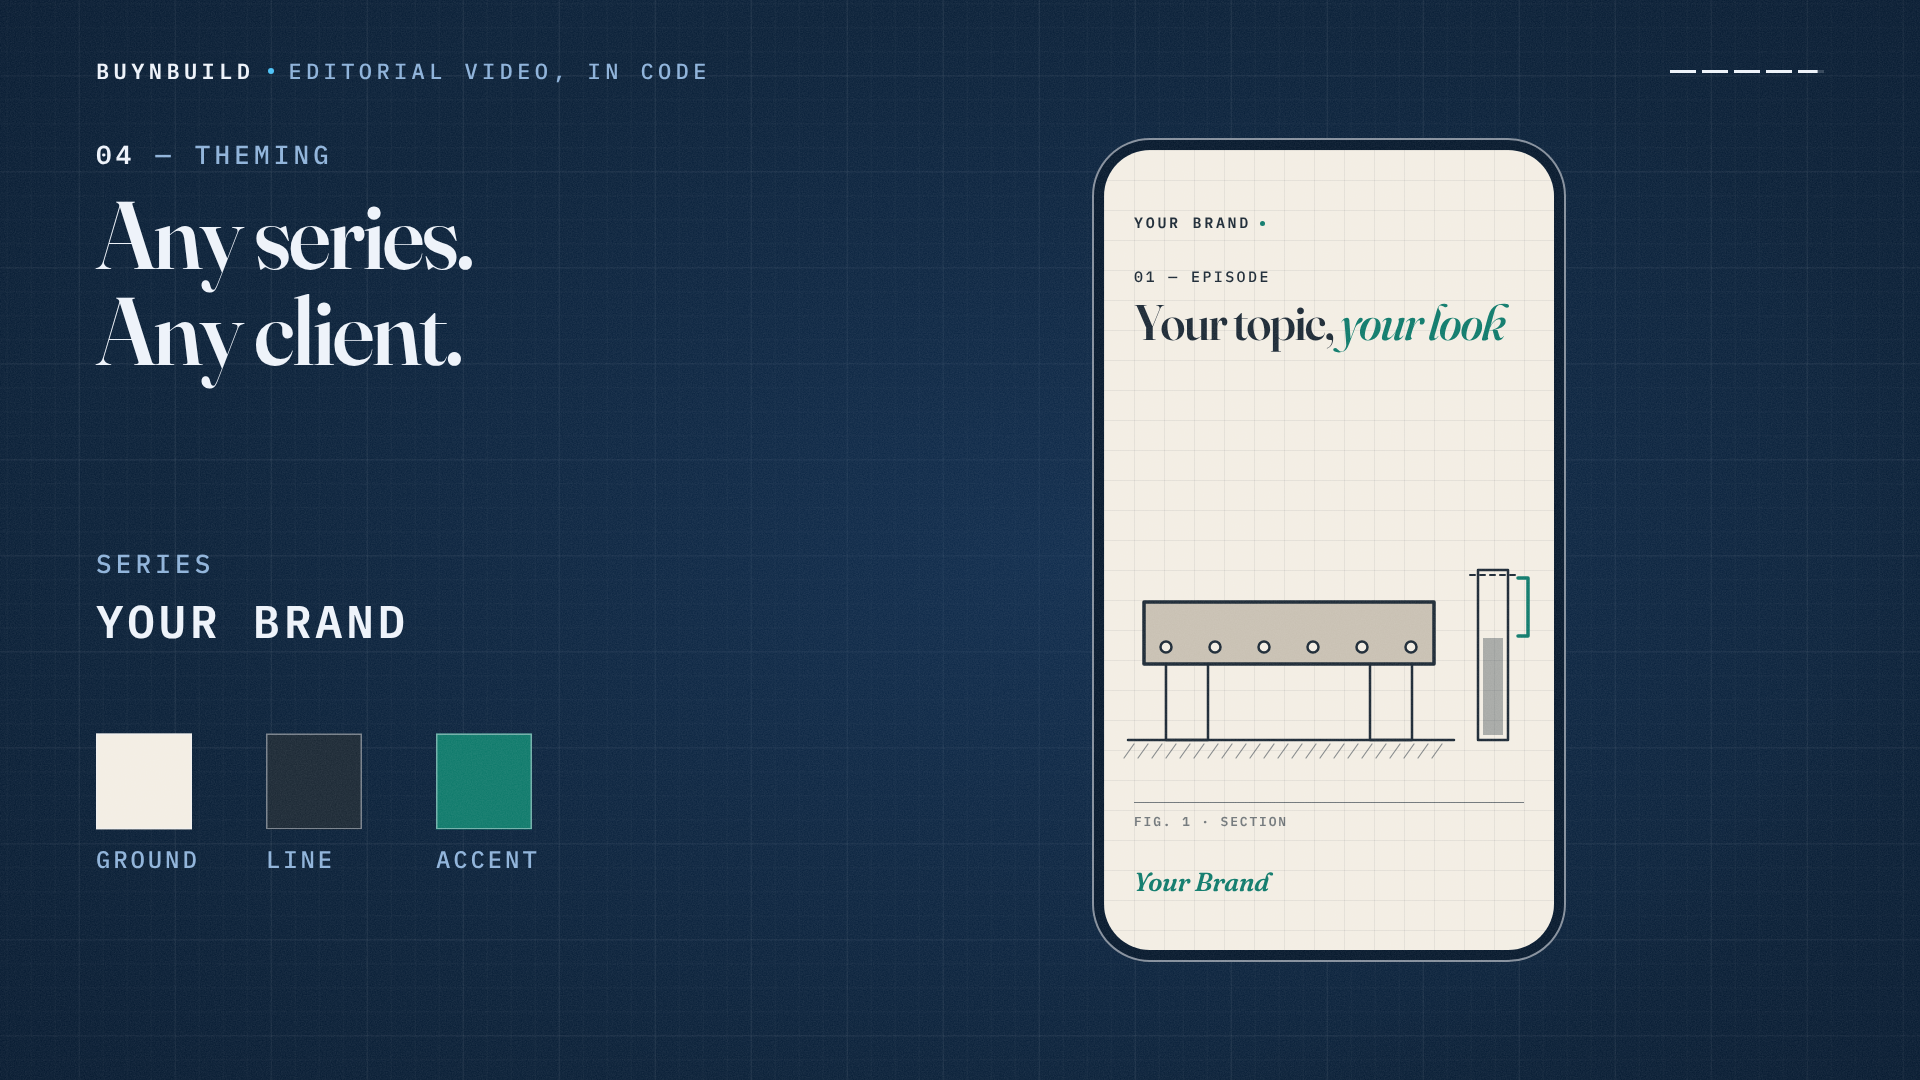 BUYNBUILD • EDITORIAL VIDEO, IN CODE
04 — THEMING
Any series.
Any client.
SERIES
YOUR BRAND
GROUND
LINE
ACCENT
YOUR BRAND •
01 — EPISODE
Your topic, your look
FIG. 1 · SECTION
Your Brand